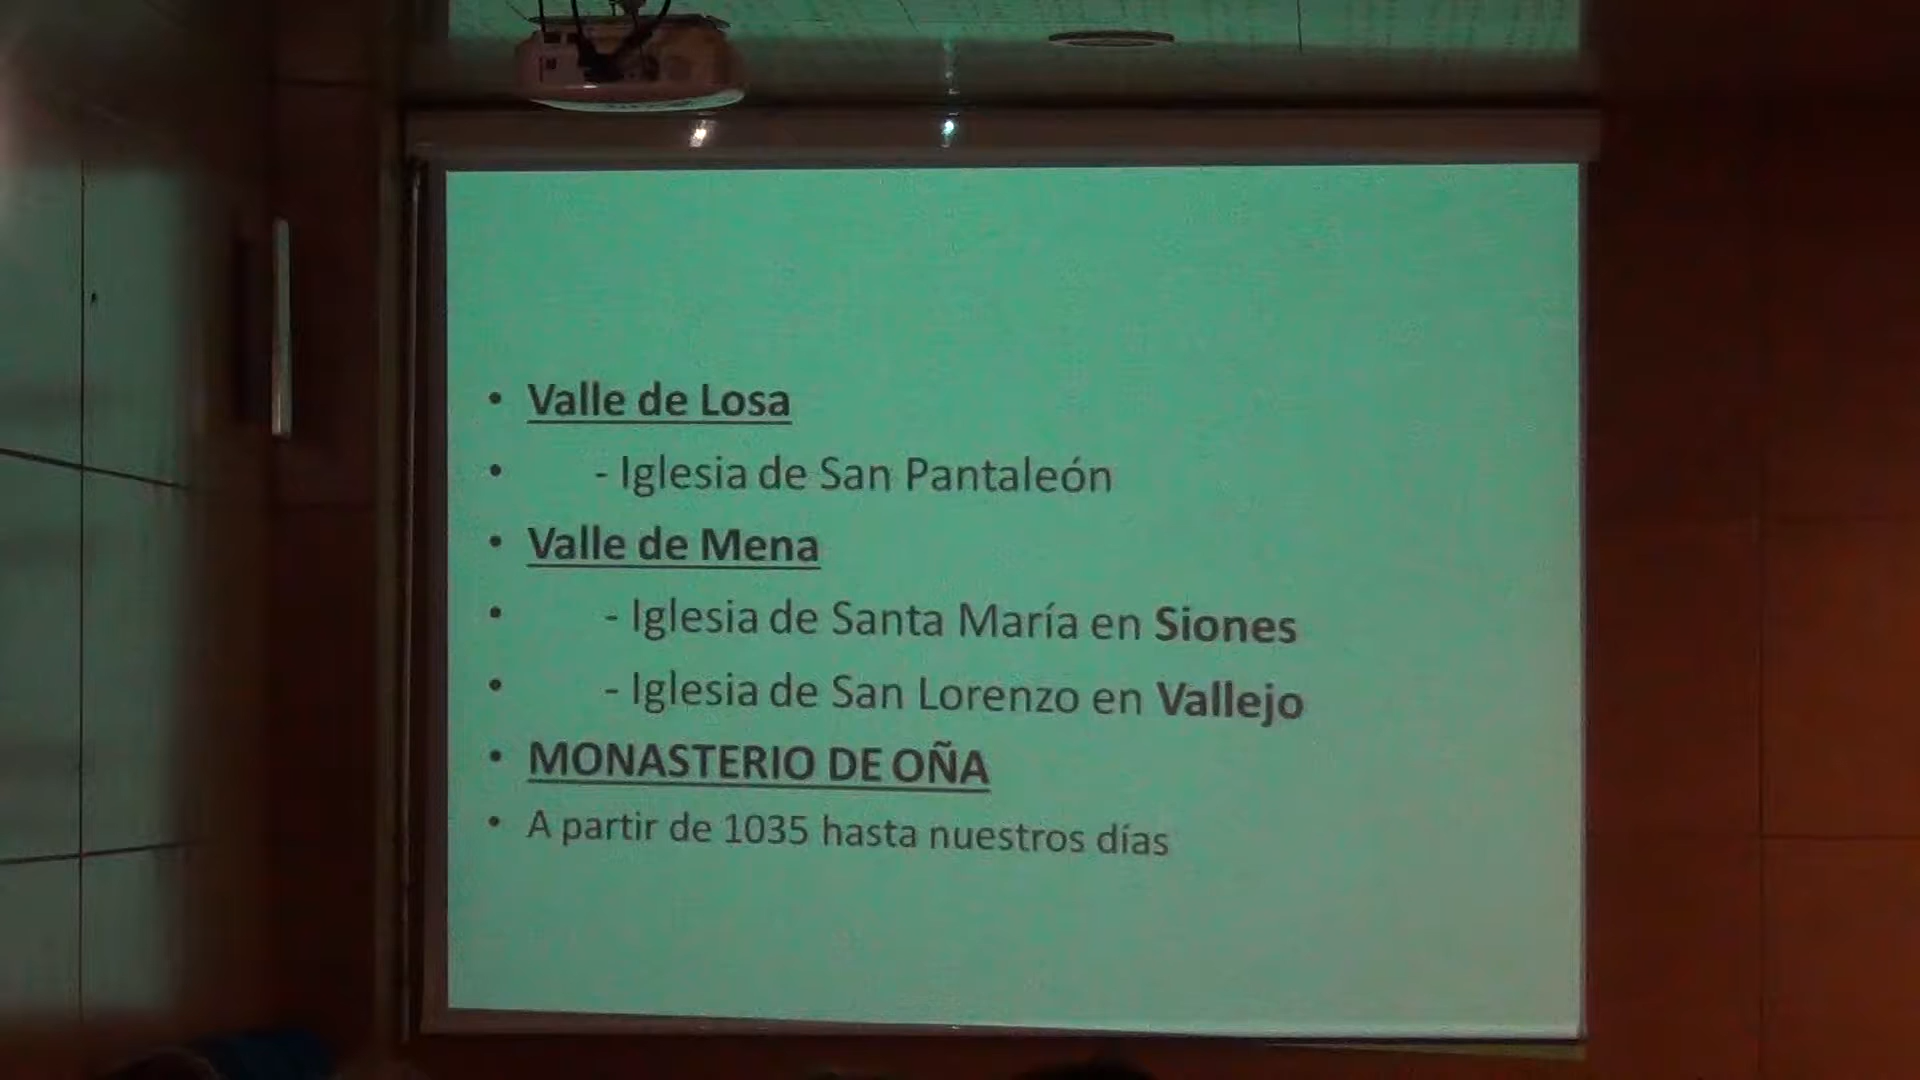 • Valle de Losa
• - Iglesia de San Pantaleón
• Valle de Mena
• - Iglesia de Santa María en Siones
• - Iglesia de San Lorenzo en Vallejo
• MONASTERIO DE OÑA
• A partir de 1035 hasta nuestros días